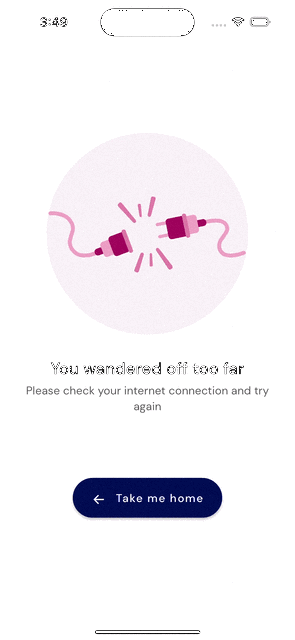 3:49
You wandered off too far
Please check your internet connection and try
again
Take me home